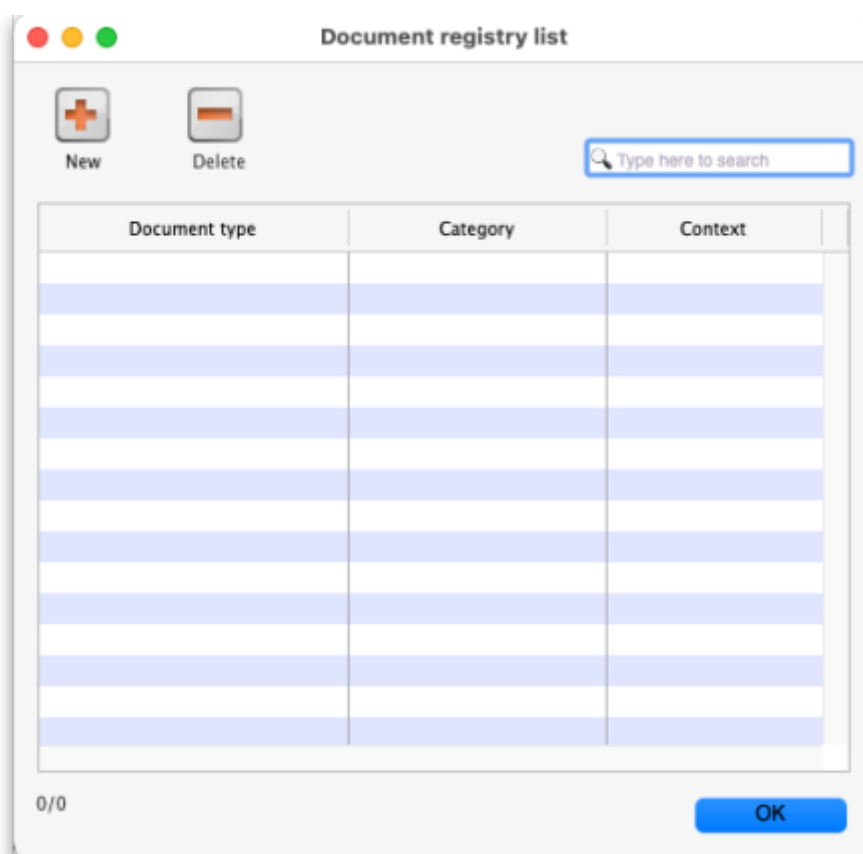 Document registry list
New Delete
Type here to search
Document type Category Context
0/0
OK